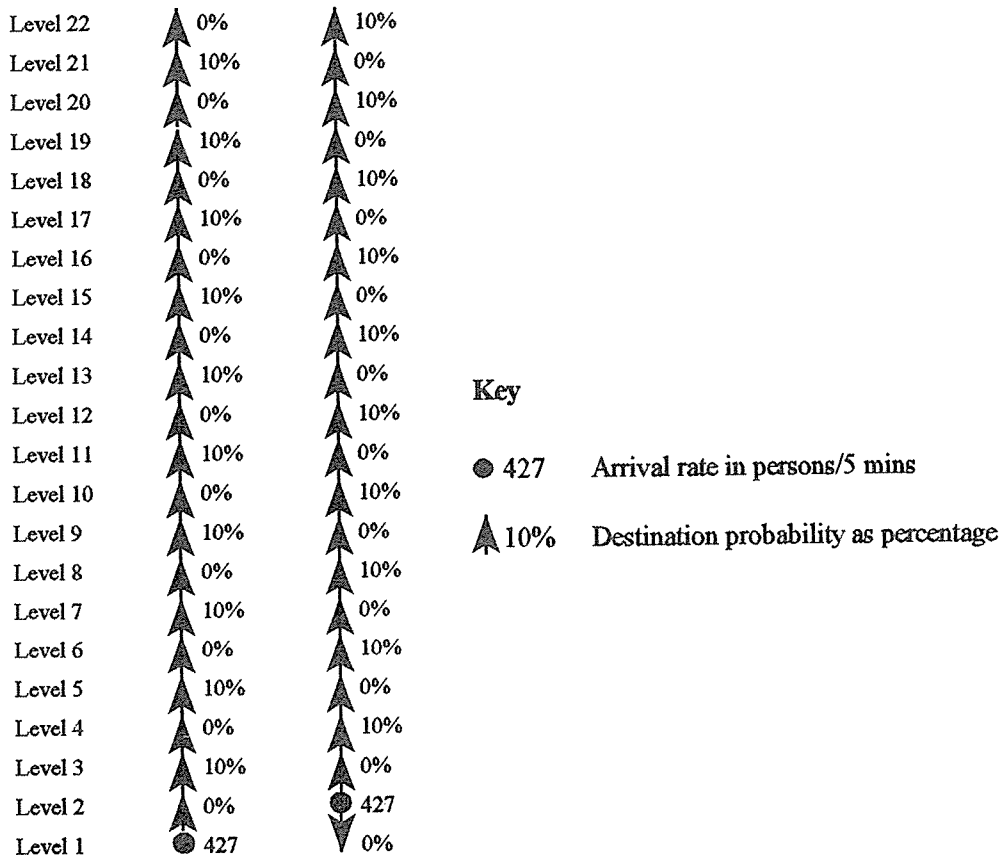 Level 22 0% 10%
Level 21 10% 0%
Level 20 0% 10%
Level 19 10% 0%
Level 18 0% 10%
Level 17 10% 0%
Level 16 0% 10%
Level 15 10% 0%
Level 14 0% 10%
Level 13 10% 0%
Key
Level 12 0% 10%
Level 11 10% 0%
427 Arrival rate in persons/5 mins
Level 10 0% 10%
Level 9 10% 0%
10% Destination probability as percentage
Level 8 0% 10%
Level 7 10% 0%
Level 6 0% 10%
Level 5 10% 0%
Level 4 0% 10%
Level 3 10% 0%
Level 2 0% 427
Level 1 427 0%